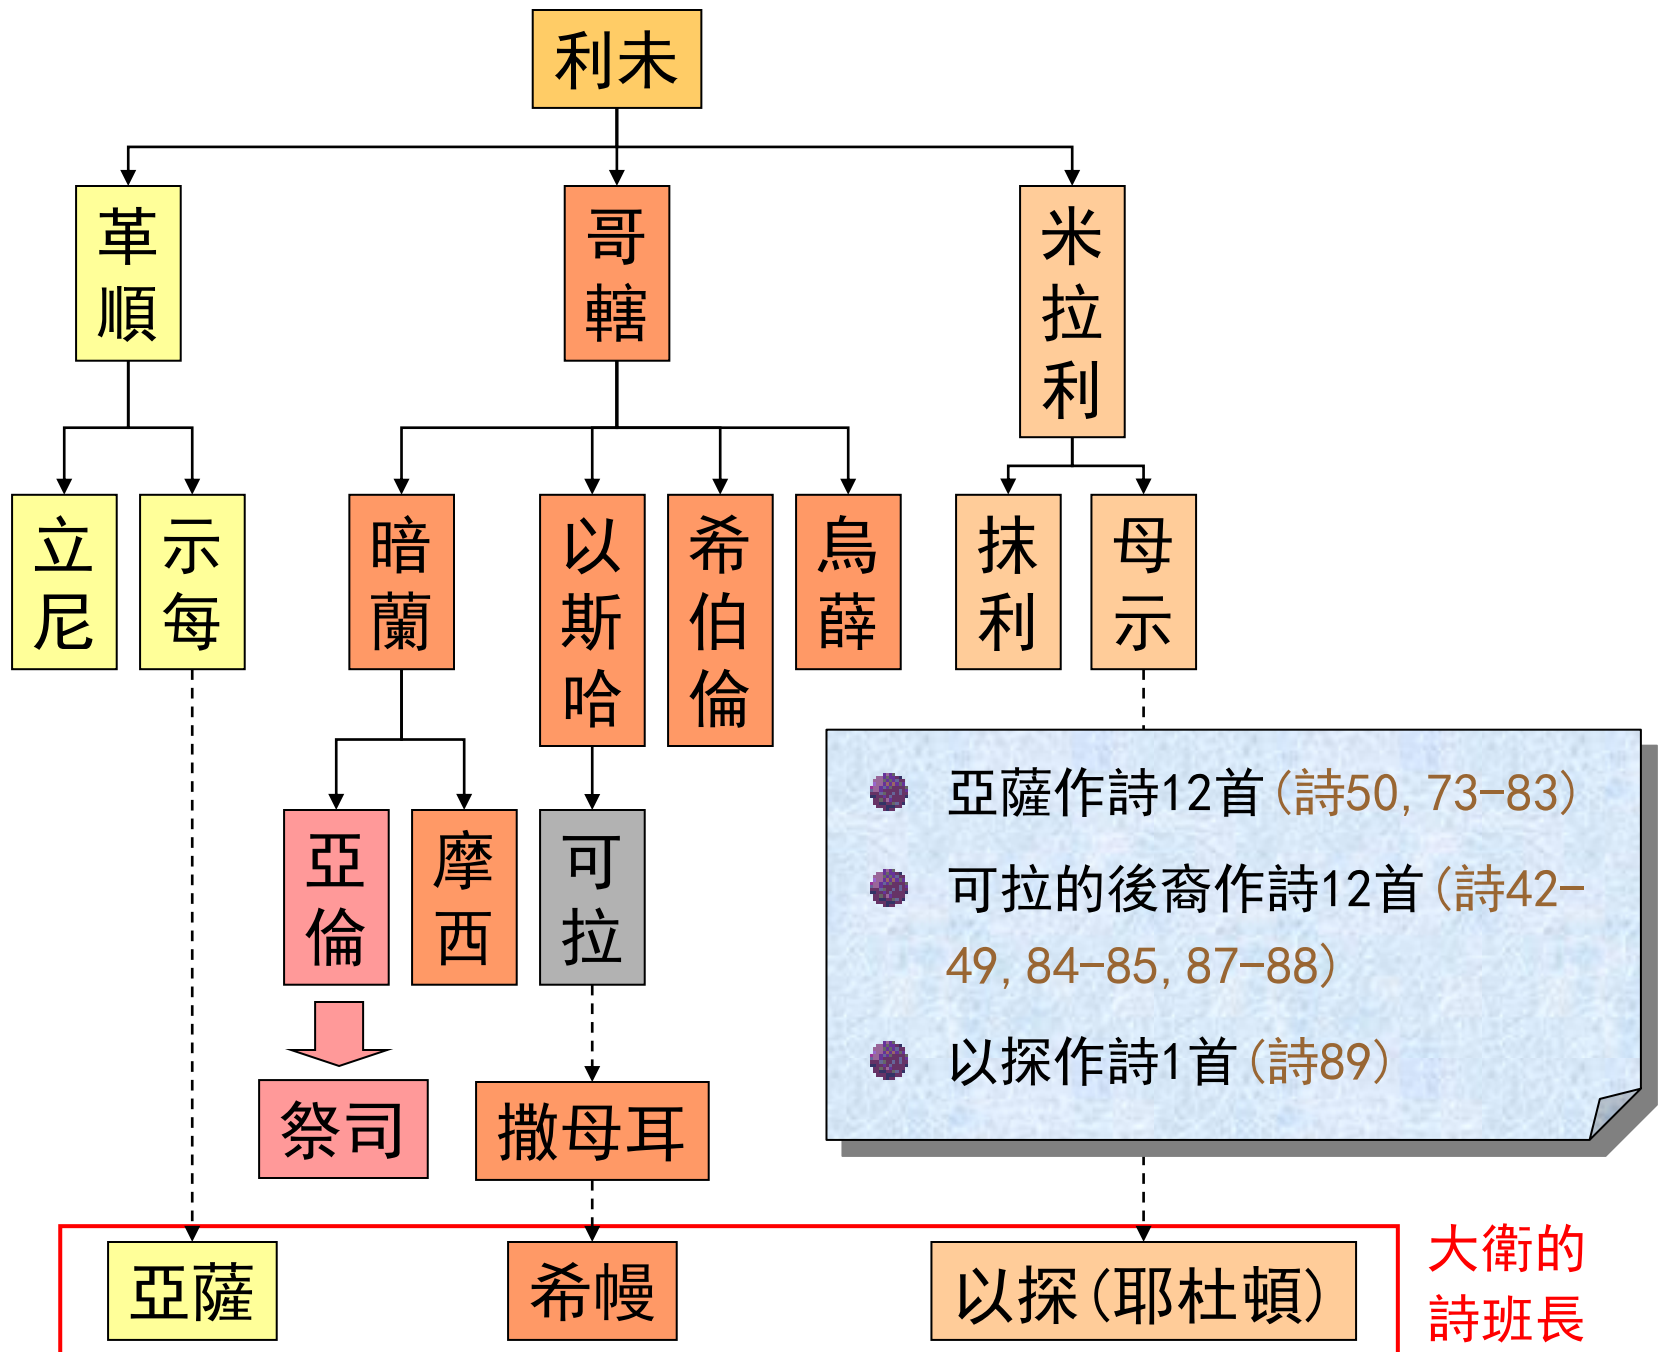 利未
革順
哥轄
米拉利
立尼
示每
暗蘭
以斯哈
希伯倫
烏薛
抹利
母示
亞倫
摩西
可拉
亞薩作詩12首(詩50,73-83)
可拉的後裔作詩12首(詩42-
49,84-85,87-88)
以探作詩1首(詩89)
祭司
撒母耳
亞薩
希幔
以探(耶杜頓)
大衛的
詩班長